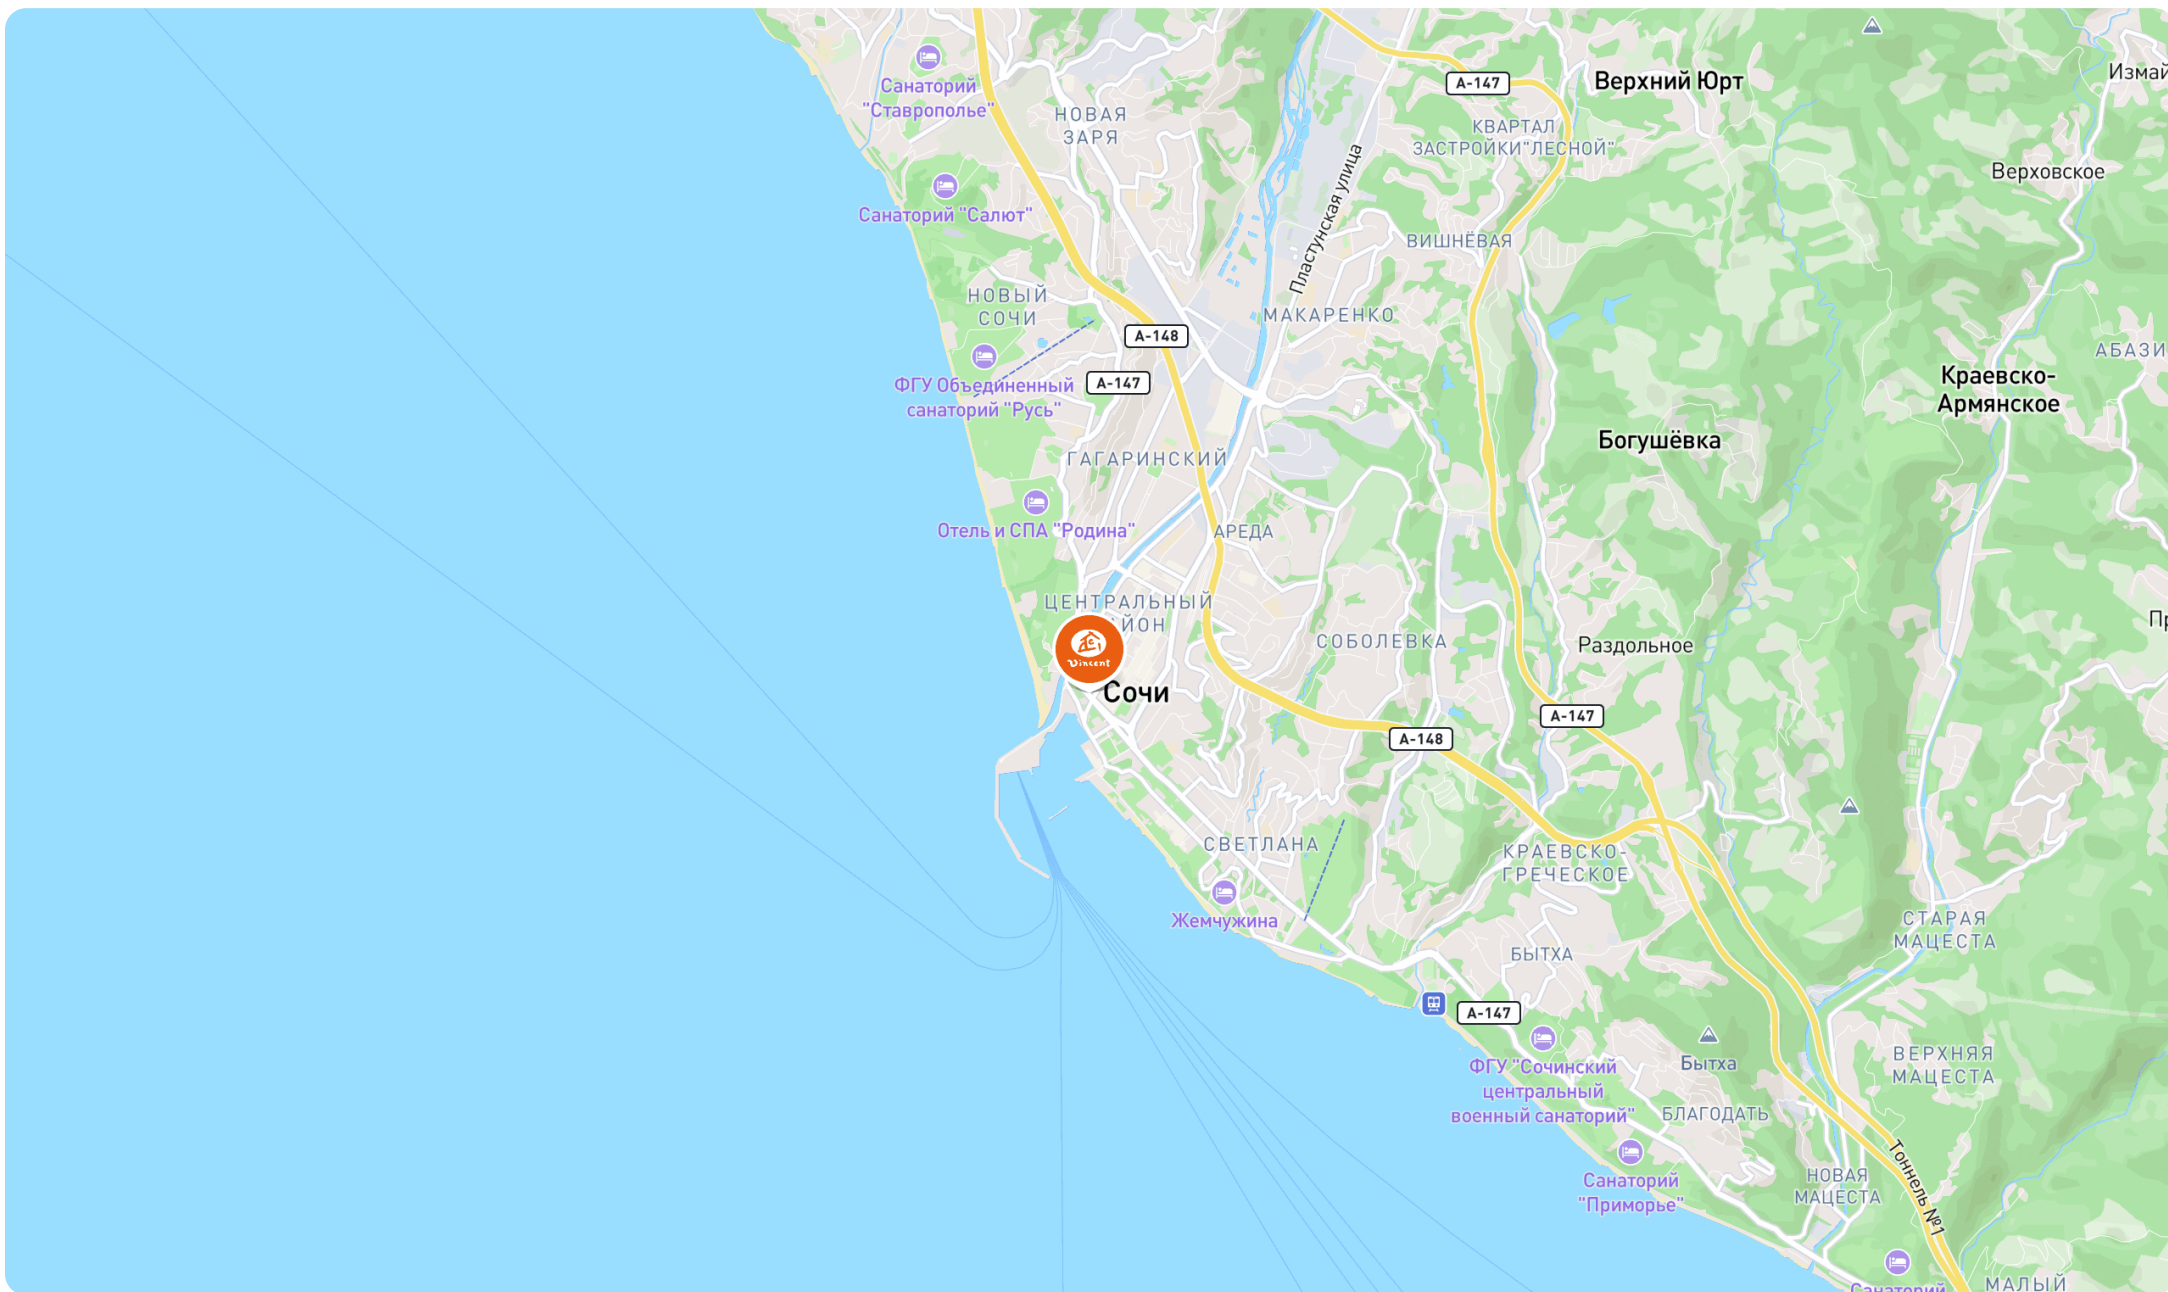 Санаторий
"Ставрополье"
НОВАЯ
ЗАРЯ
А-147
Верхний Юрт
КВАРТАЛ
ЗАСТРОЙКИ"ЛЕСНОЙ"
Верховское
Пластунская улица
Санаторий "Салют"
ВИШНЁВАЯ
НОВЫЙ
СОЧИ
МАКАРЕНКО
А-148
А-147
ФГУ Объединенный
санаторий "Русь"
Краевско-
Армянское
Богушёвка
ГАГАРИНСКИЙ
Отель и СПА "Родина"
АРЕДА
ЦЕНТРАЛЬНЫЙ
Vincent
Сочи
СОБОЛЕВКА
Раздольное
А-147
А-148
СВЕТЛАНА
КРАЕВСКО-
ГРЕЧЕСКОЕ
Жемчужина
СТАРАЯ
МАЦЕСТА
БЫТХА
А-147
ФГУ "Сочинский
центральный
военный санаторий"
Бытха
ВЕРХНЯЯ
МАЦЕСТА
БЛАГОДАТЬ
Санаторий
"Приморье"
НОВАЯ
МАЦЕСТА
Тоннель №1
Санаторий
МАЛЫЙ